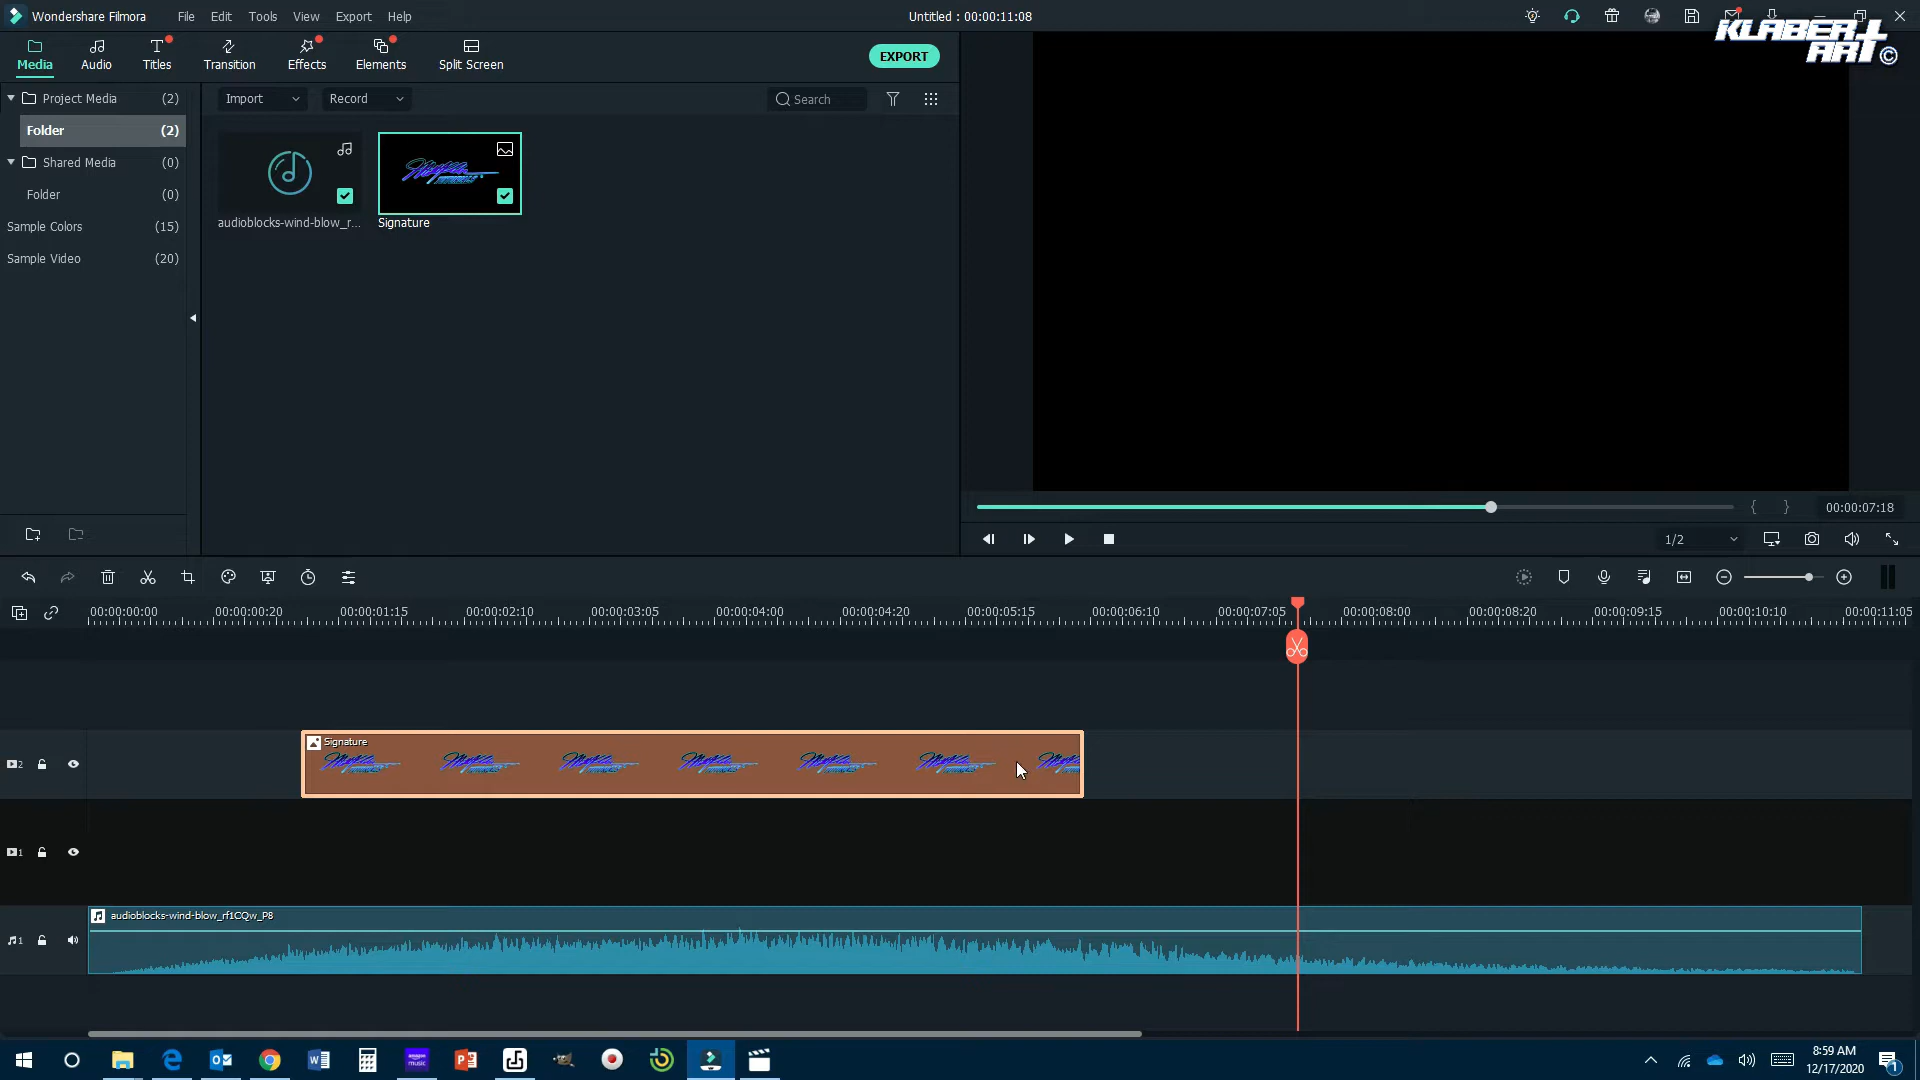 Wondershare Filmora File Edit Tools View Export Help Untitled : 00:00:11:08
KLABER+
ART©
Media Audio Titles Transition Effects Elements Split Screen EXPORT
Project Media (2) Import Record Search
Folder (2)
Shared Media (0)
Folder (0)
audioblocks-wind-blow_r... Signature
Sample Colors (15)
Sample Video (20)
{ } 00:00:07:18
1/2
00:00:00:00 00:00:00:20 00:00:01:15 00:00:02:10 00:00:03:05 00:00:04:00 00:00:04:20 00:00:05:15 00:00:06:10 00:00:07:05 00:00:08:00 00:00:08:20 00:00:09:15 00:00:10:10 00:00:11:05
Signature
2
1
audioblocks-wind-blow_rf1CQw_P8
1
8:59 AM
12/17/2020
1